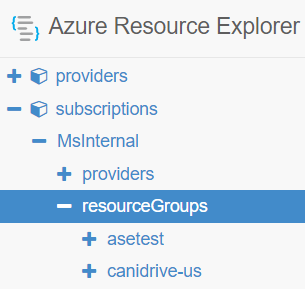 Azure Resource Explorer
providers
subscriptions
MsInternal
providers
resourceGroups
asetest
canidrive-us